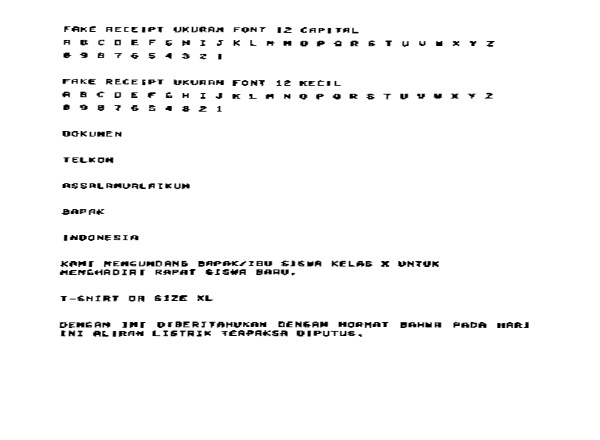 FAKE RECEIPT UKURAN FONT 12 CAPITAL
A B C D E F G H I J K L M N O P Q R S T U V W X Y Z
0 9 8 7 6 5 4 3 2 1
FAKE RECEIPT UKURAN FONT 12 KECIL
A B C D E F G H I J K L M N O P Q R S T U V W X Y Z
0 9 8 7 6 5 4 3 2 1
DOKUMEN
TELKOM
ASSALAMUALAIKUM
BAPAK
INDONESIA
KAMI MENGUNDANG BAPAK/IBU SISWA KELAS X UNTUK
MENGHADIRI RAPAT SISWA BARU.
T-SHIRT OR SIZE XL
DENGAN INI DIBERITAHUKAN DENGAN HORMAT BAHWA PADA HARI
INI ALIRAN LISTRIK TERPAKSA DIPUTUS.